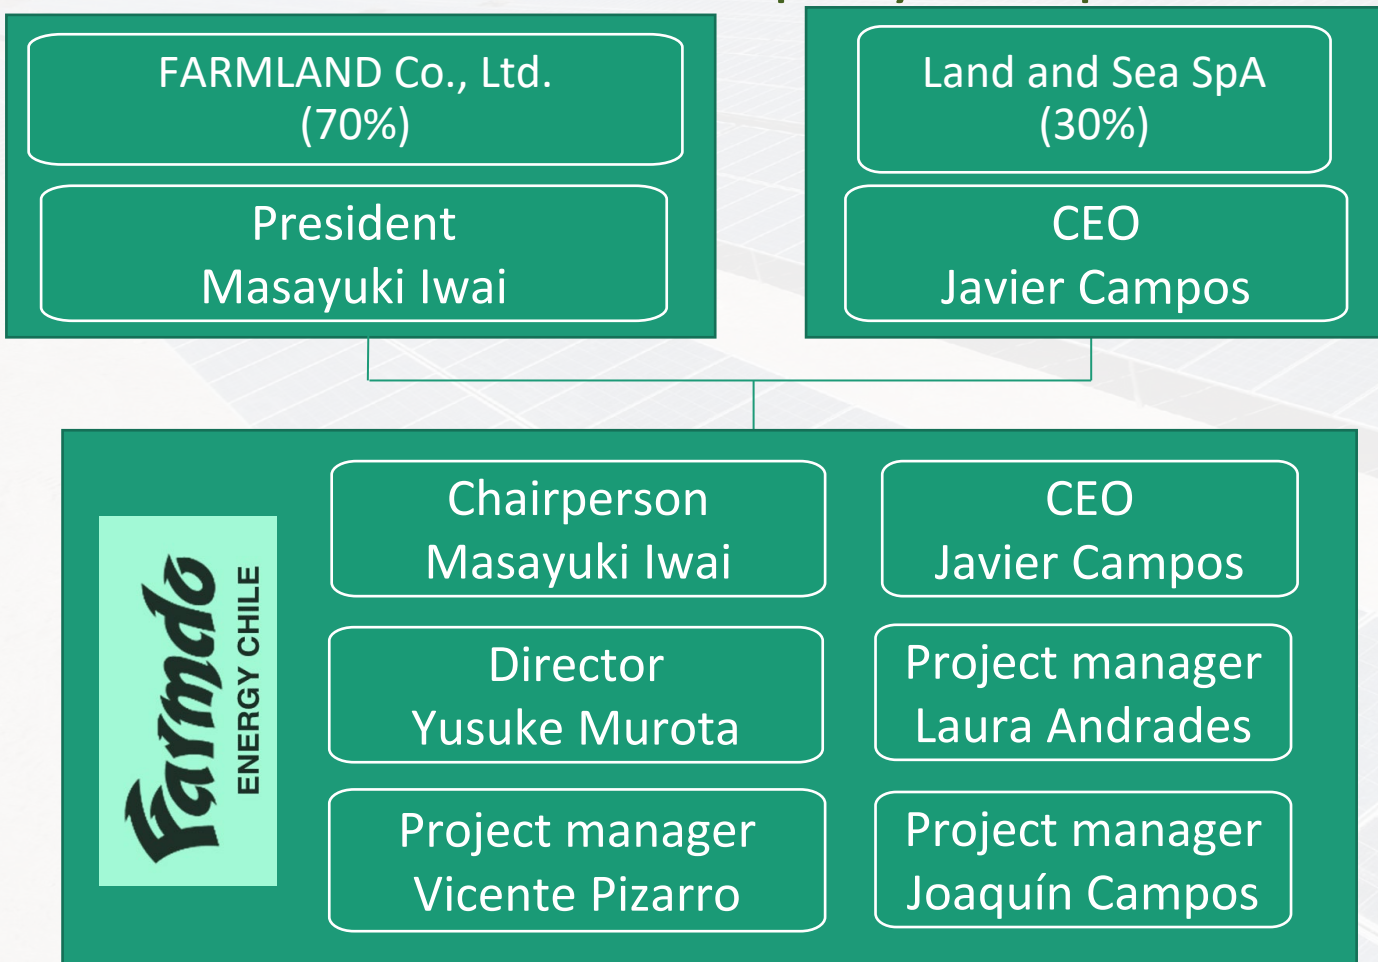 FARMLAND Co., Ltd.
(70%)
President
Masayuki Iwai
Land and Sea SpA
(30%)
CEO
Javier Campos
Farmdo
ENERGY CHILE
Chairperson
Masayuki Iwai
CEO
Javier Campos
Director
Yusuke Murota
Project manager
Laura Andrades
Project manager
Vicente Pizarro
Project manager
Joaquín Campos